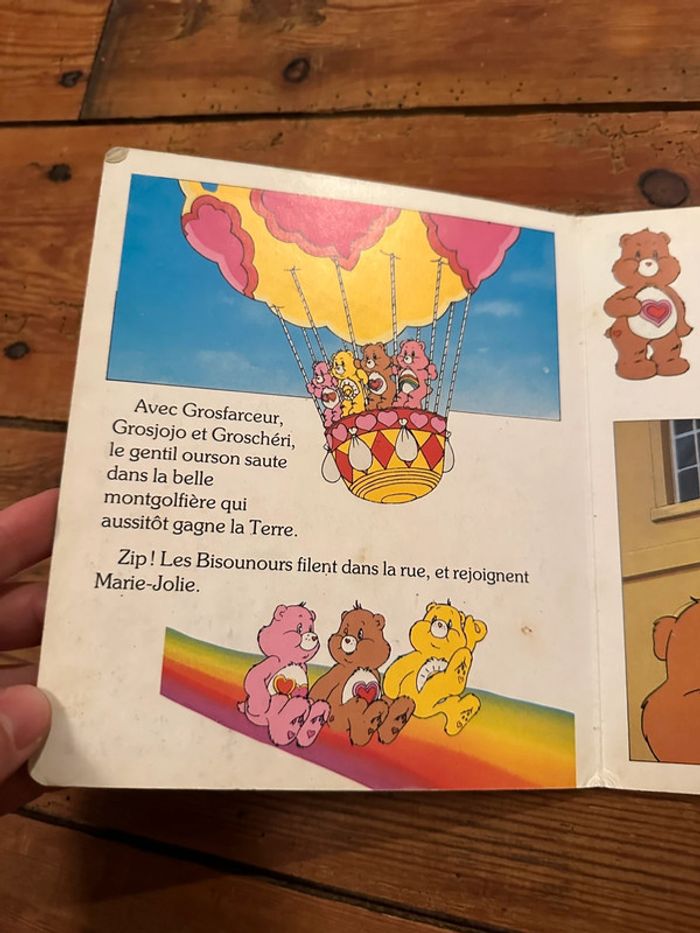 Avec Grosfarceur,
Grosjojo et Groschéri,
le gentil ourson saute
dans la belle
montgolfière qui
aussitôt gagne la Terre.
Zip ! Les Bisounours filent dans la rue, et rejoignent
Marie-Jolie.